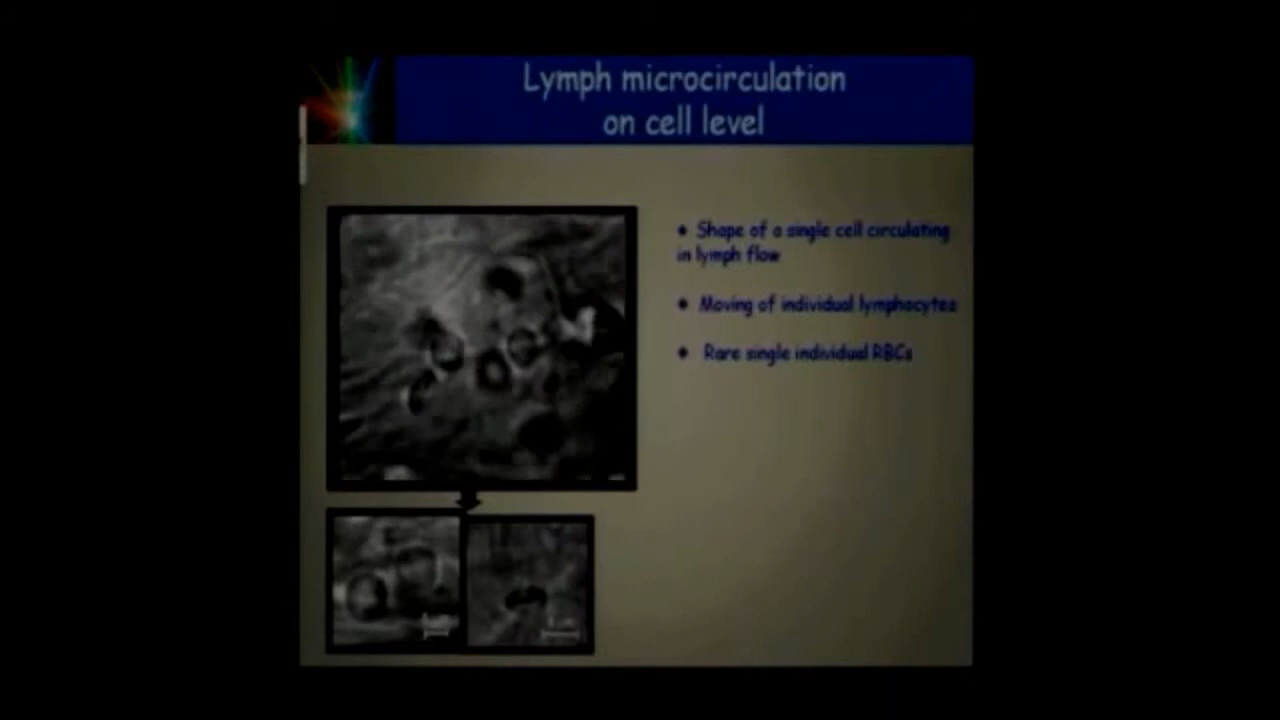 Lymph microcirculation
on cell level
♦ Shape of a single cell circulating
in lymph flow
♦ Moving of individual lymphocytes
♦ Rare single individual RBCs